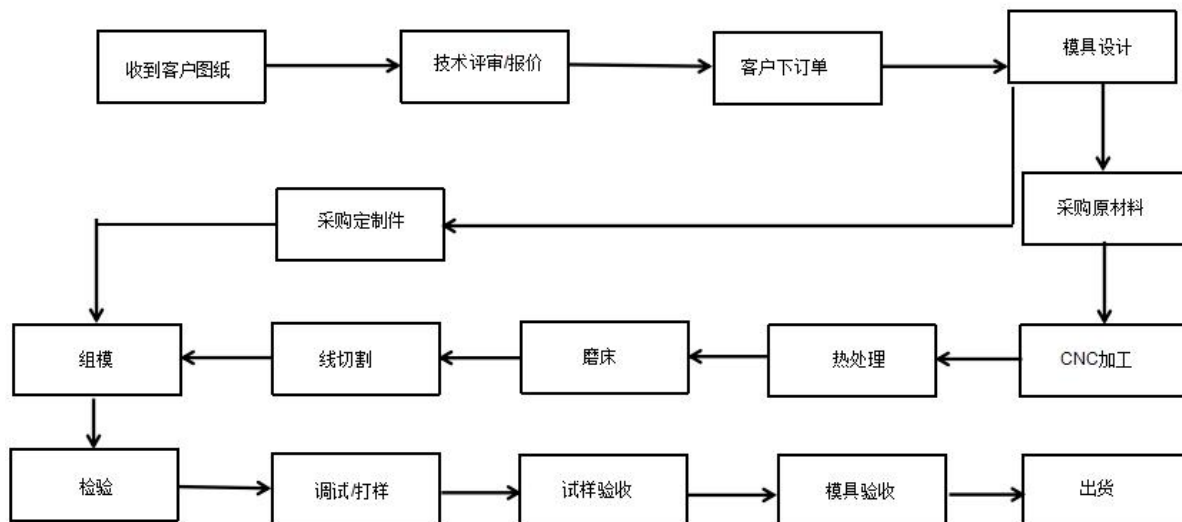 收到客户图纸
技术评审/报价
客户下订单
模具设计
采购定制件
采购原材料
组模
线切割
磨床
热处理
CNC加工
检验
调试/打样
试样验收
模具验收
出货